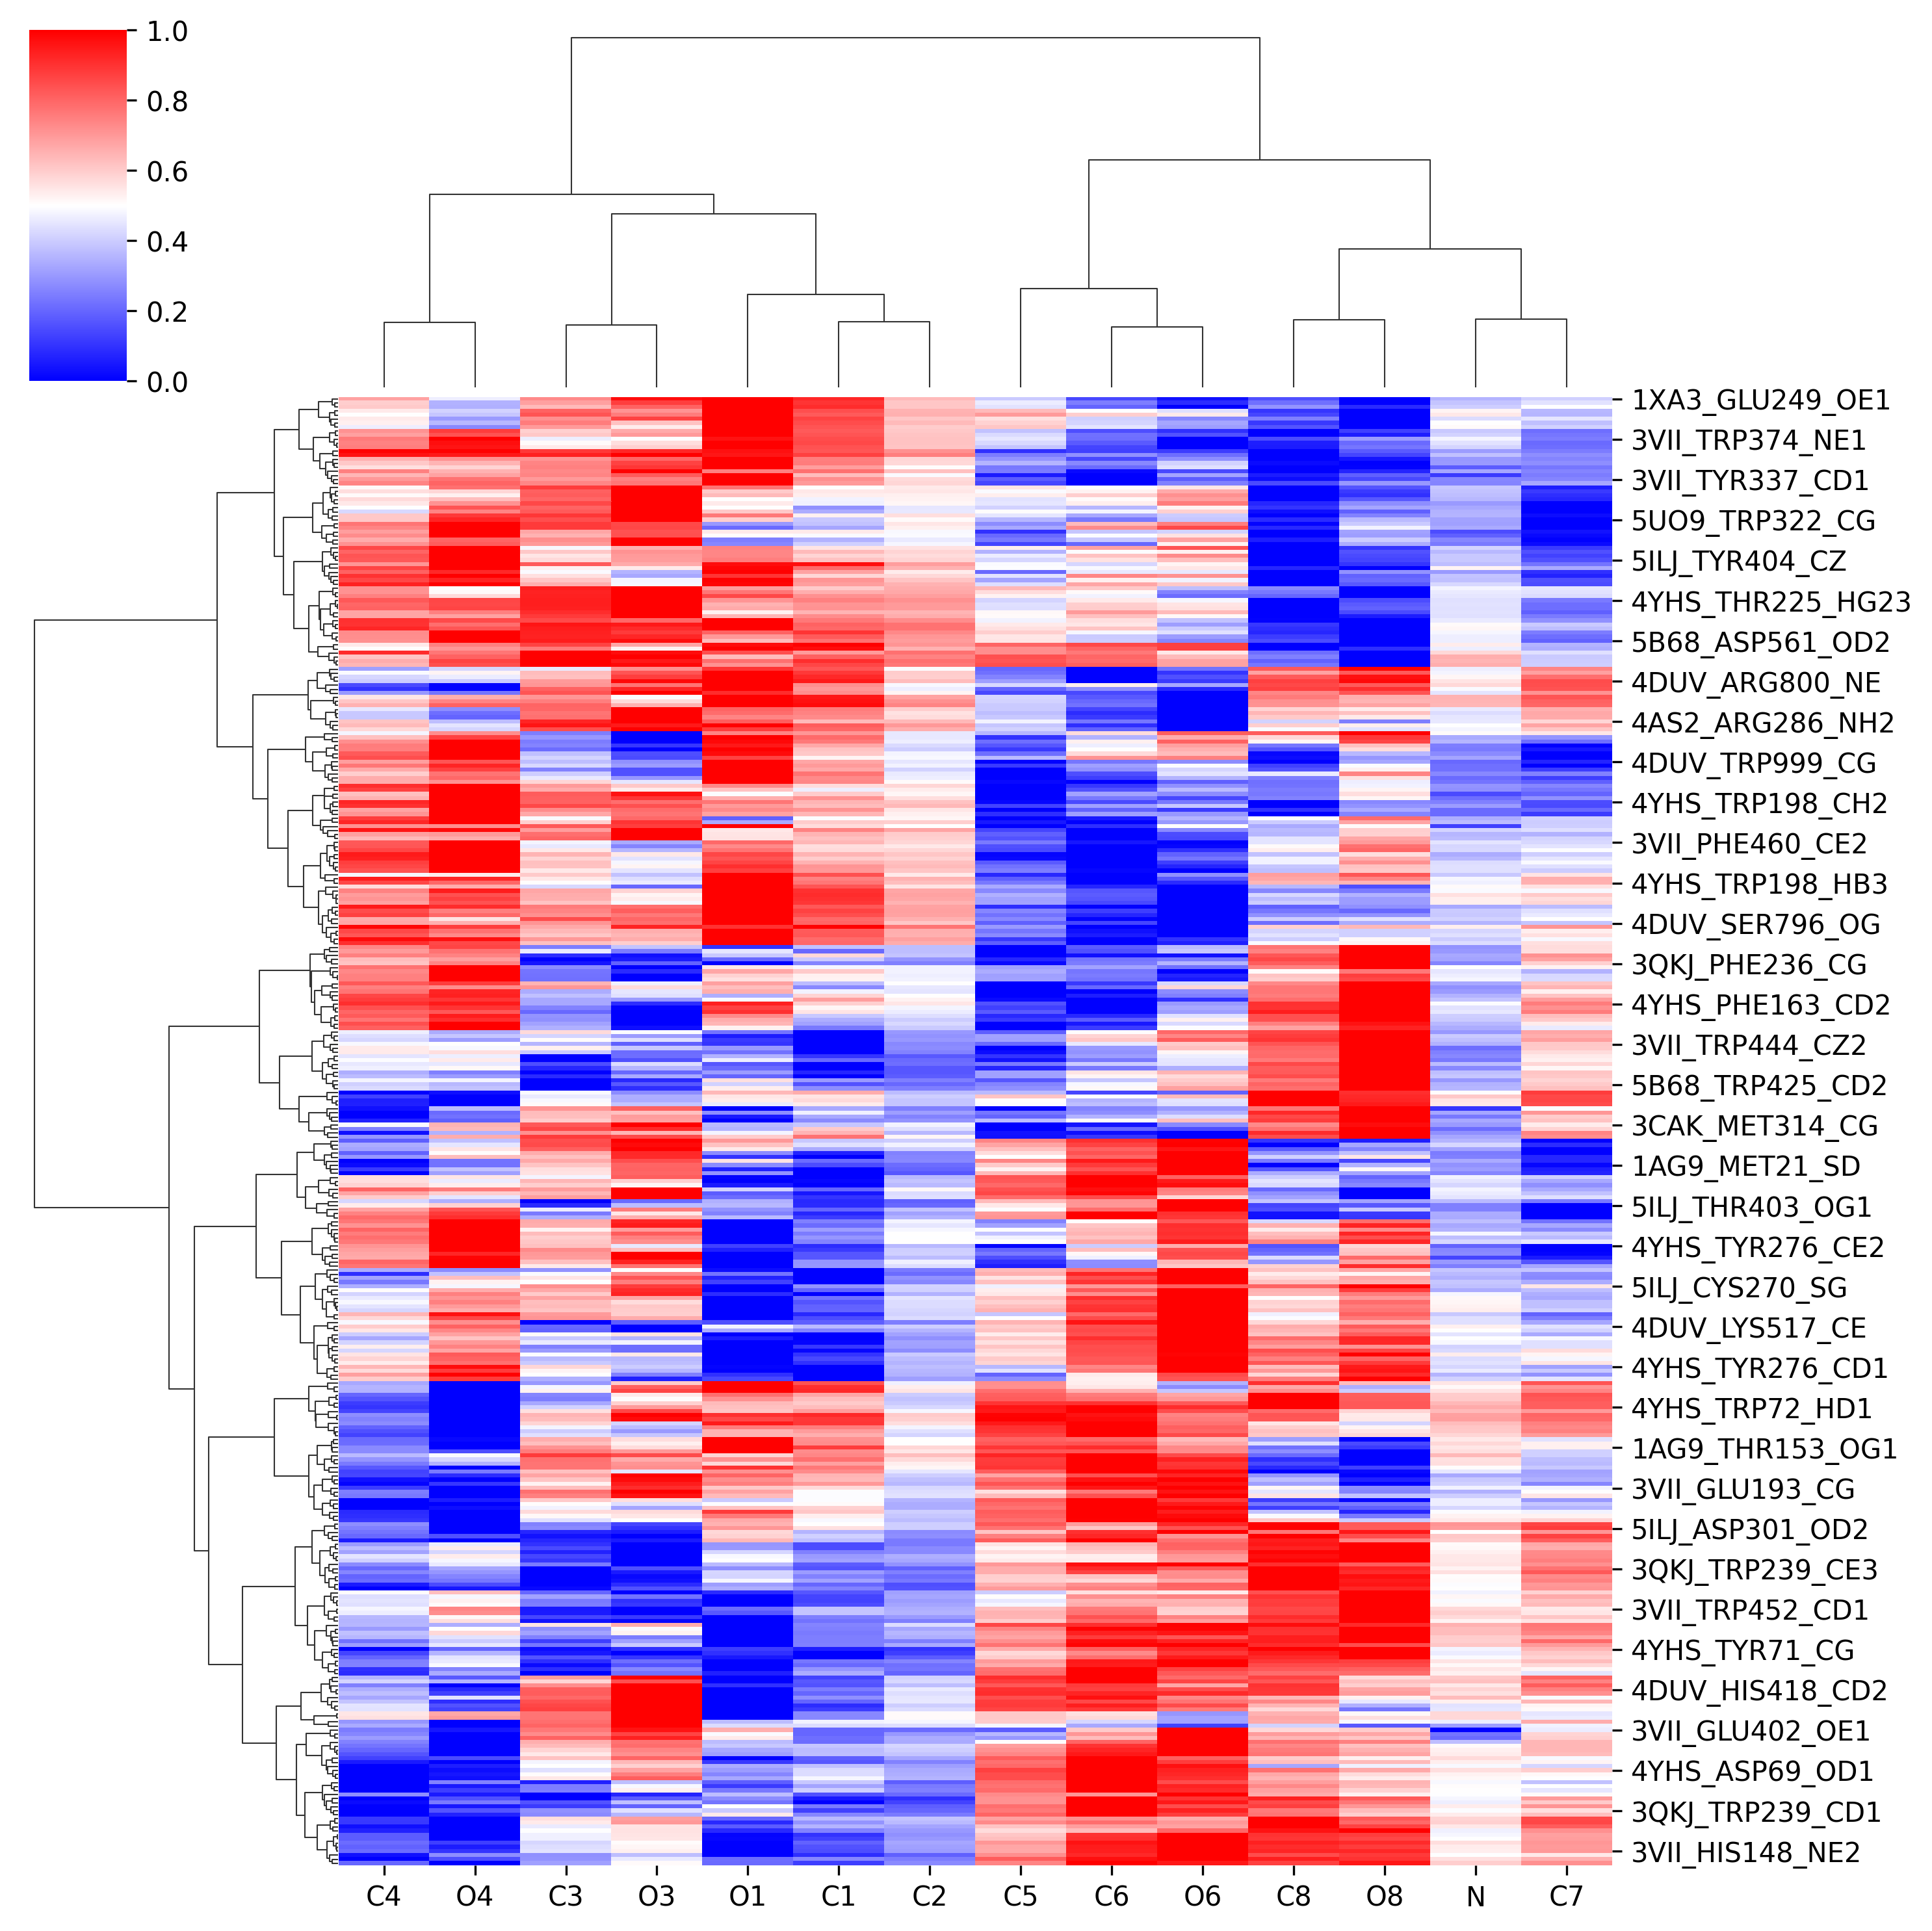 1.0
0.8
0.6
0.4
0.2
0.0
1XA3_GLU249_OE1
3VII_TRP374_NE1
3VII_TYR337_CD1
5UO9_TRP322_CG
5ILJ_TYR404_CZ
4YHS_THR225_HG23
5B68_ASP561_OD2
4DUV_ARG800_NE
4AS2_ARG286_NH2
4DUV_TRP999_CG
4YHS_TRP198_CH2
3VII_PHE460_CE2
4YHS_TRP198_HB3
4DUV_SER796_OG
3QKJ_PHE236_CG
4YHS_PHE163_CD2
3VII_TRP444_CZ2
5B68_TRP425_CD2
3CAK_MET314_CG
1AG9_MET21_SD
5ILJ_THR403_OG1
4YHS_TYR276_CE2
5ILJ_CYS270_SG
4DUV_LYS517_CE
4YHS_TYR276_CD1
4YHS_TRP72_HD1
1AG9_THR153_OG1
3VII_GLU193_CG
5ILJ_ASP301_OD2
3QKJ_TRP239_CE3
3VII_TRP452_CD1
4YHS_TYR71_CG
4DUV_HIS418_CD2
3VII_GLU402_OE1
4YHS_ASP69_OD1
3QKJ_TRP239_CD1
3VII_HIS148_NE2
C4 O4 C3 O3 O1 C1 C2 C5 C6 O6 C8 O8 N C7